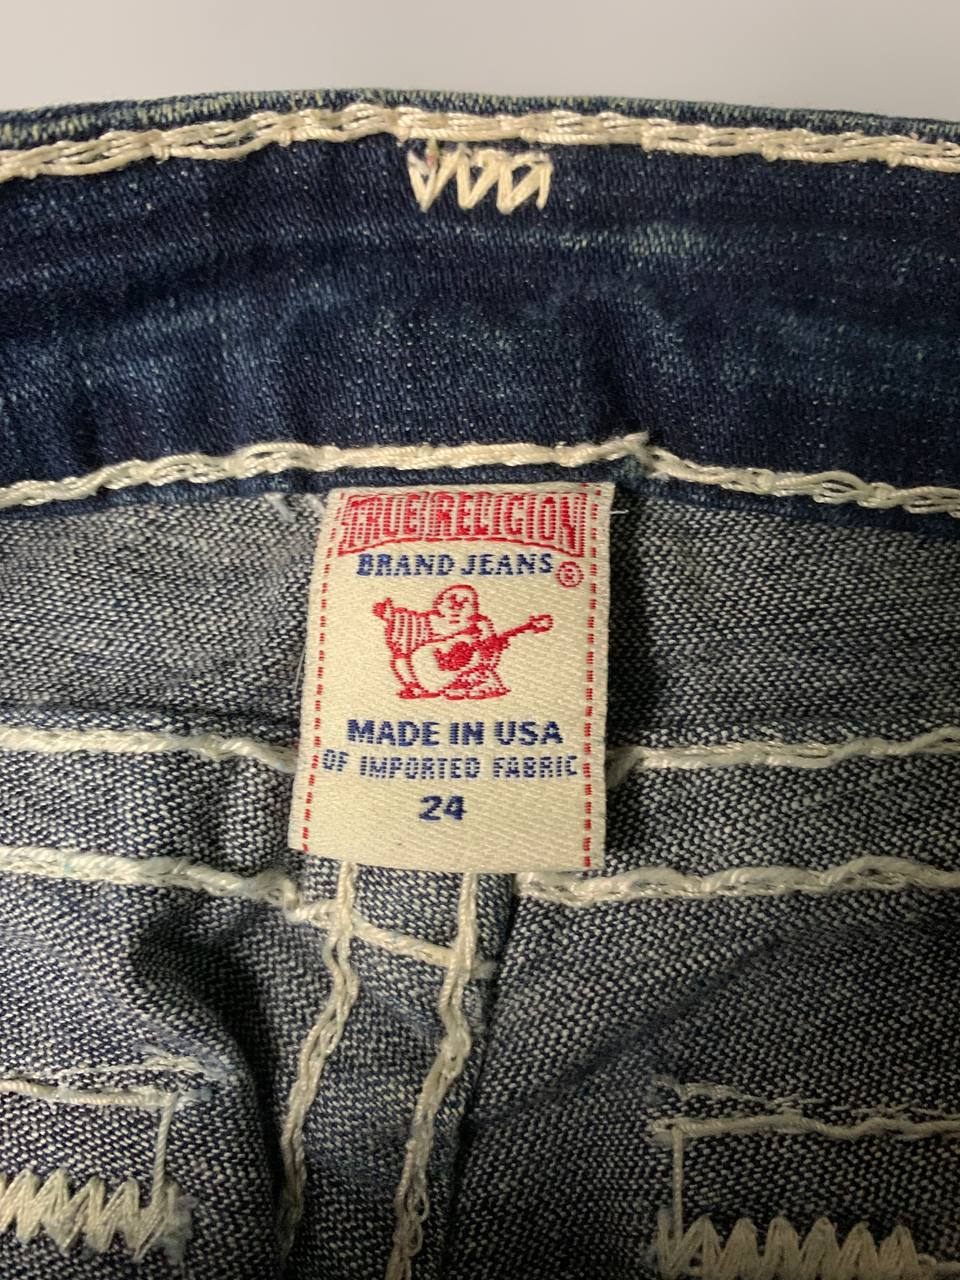 TRUE RELIGION
BRAND JEANS ®
MADE IN USA
OF IMPORTED FABRIC
24